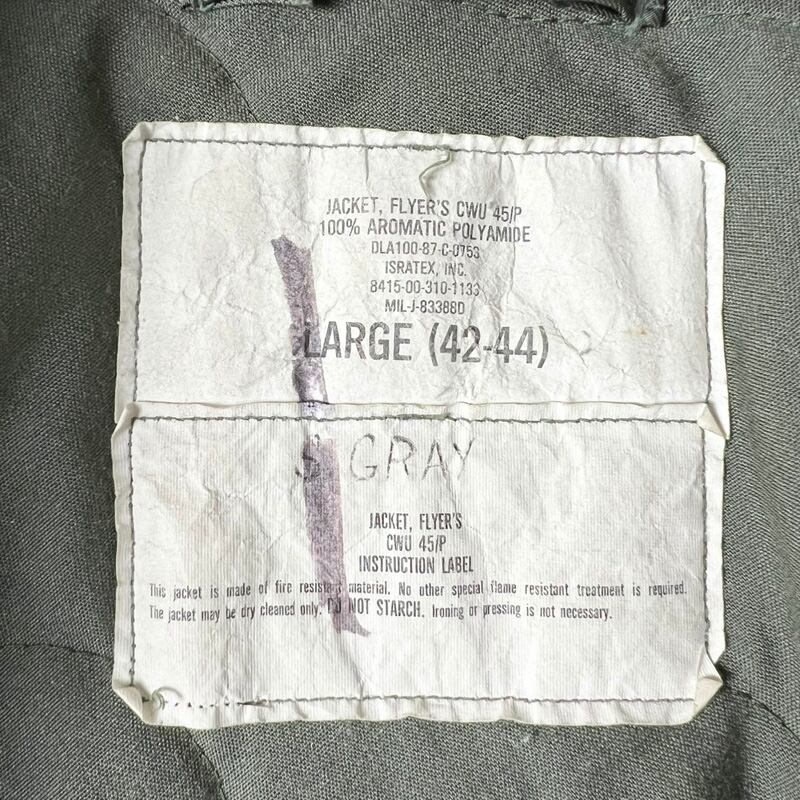 JACKET, FLYER'S CWU 45/P
100% AROMATIC POLYAMIDE
DLA100-87-C-0753
ISRATEX, INC.
8415-00-310-1133
MIL-J-83388D
LARGE (42-44)
S. GRAY
JACKET, FLYER'S
CWU 45/P
INSTRUCTION LABEL
This jacket is made of fire resistant material. No other special flame resistant treatment is required.
The jacket may be dry cleaned only. DO NOT STARCH. Ironing or pressing is not necessary.